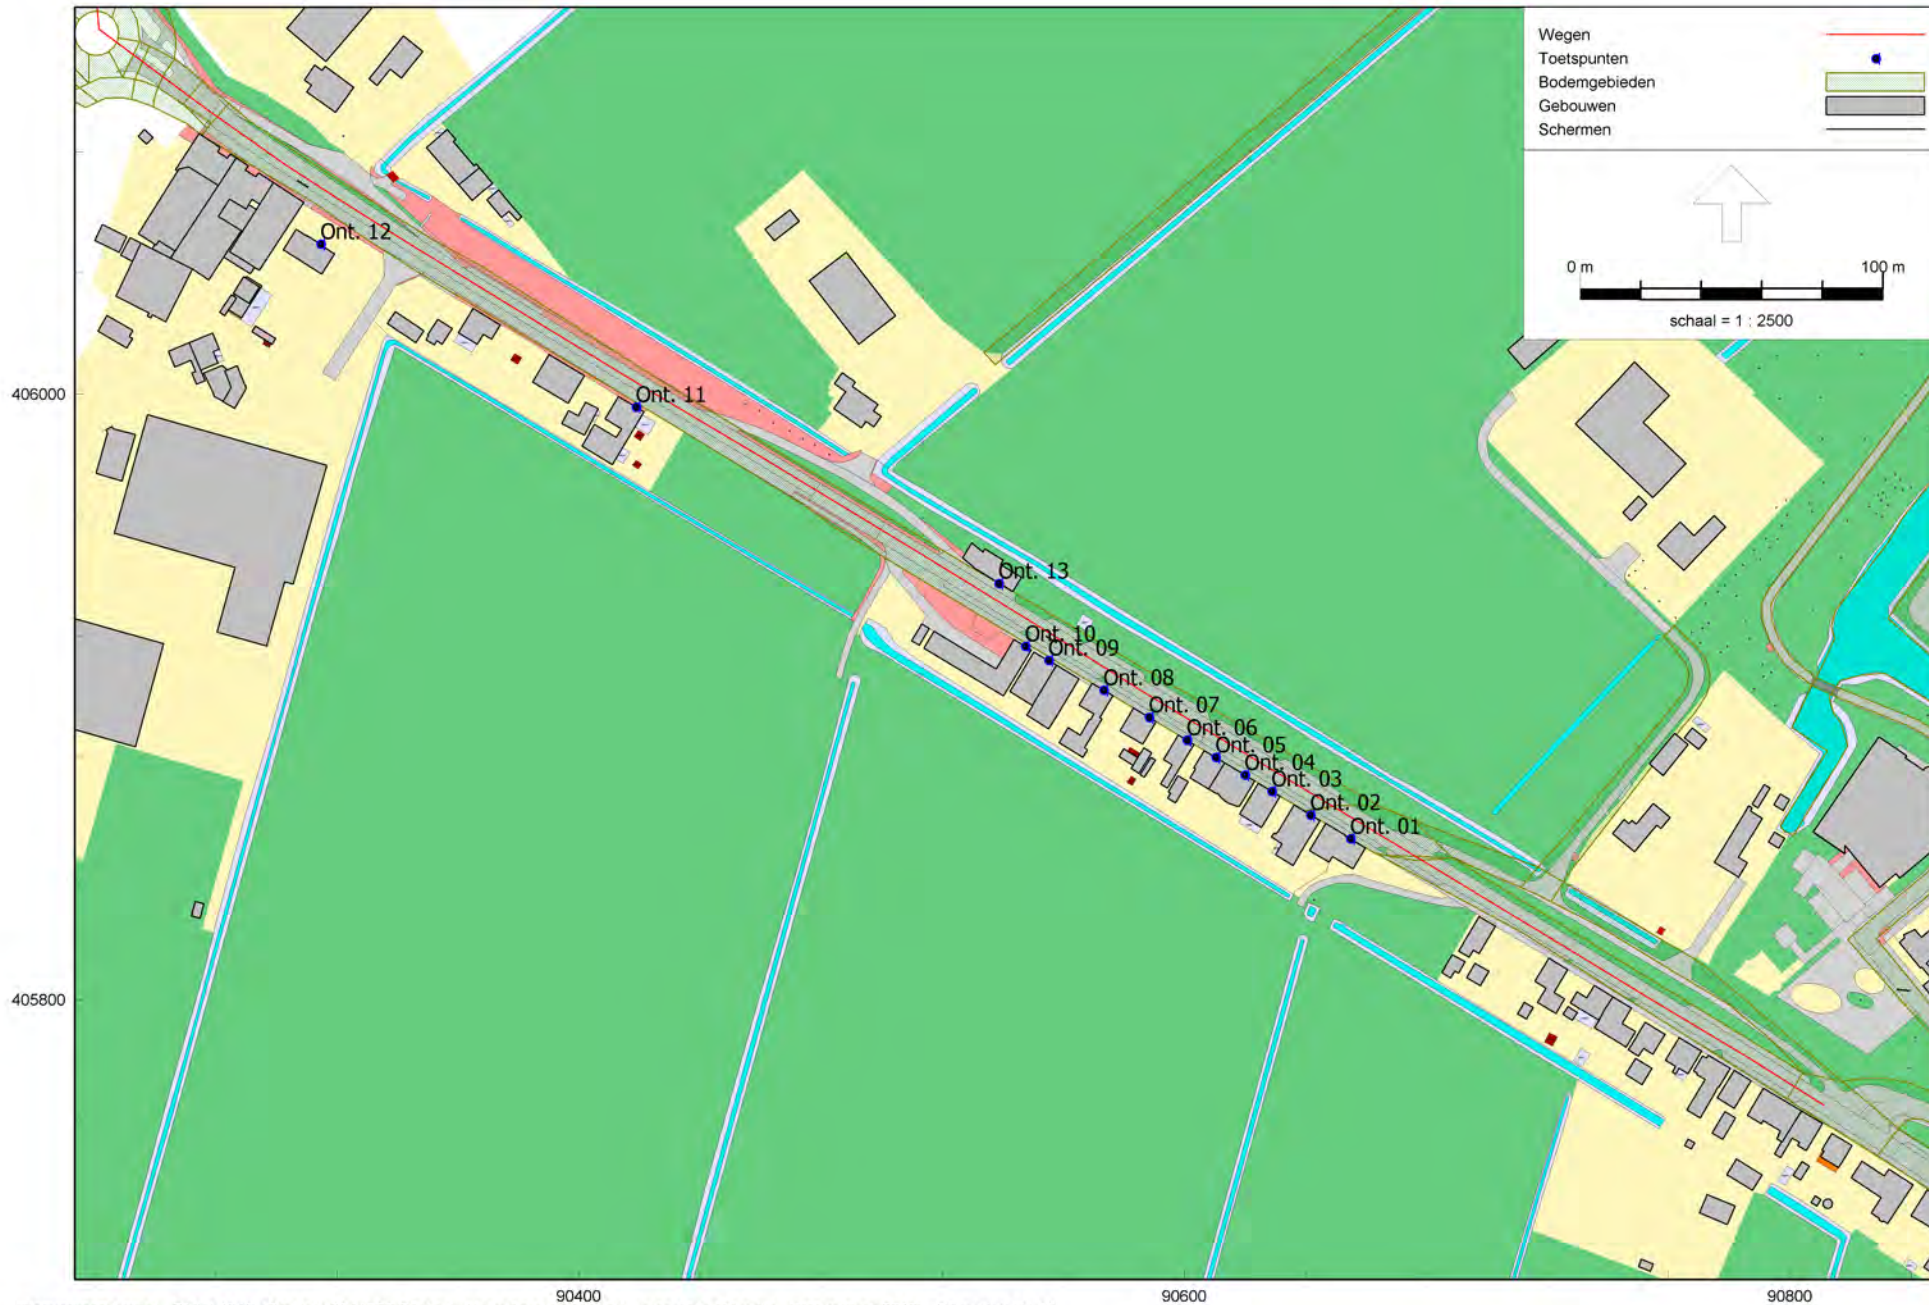 Wegen
Toetspunten
Bodemgebieden
Gebouwen
Schermen
0 m
100 m
schaal = 1 : 2500
Ont. 12
Ont. 11
Ont. 13
Ont. 10
Ont. 09
Ont. 08
Ont. 07
Ont. 06
Ont. 05
Ont. 04
Ont. 03
Ont. 02
Ont. 01
406000
405800
90400
90600
90800